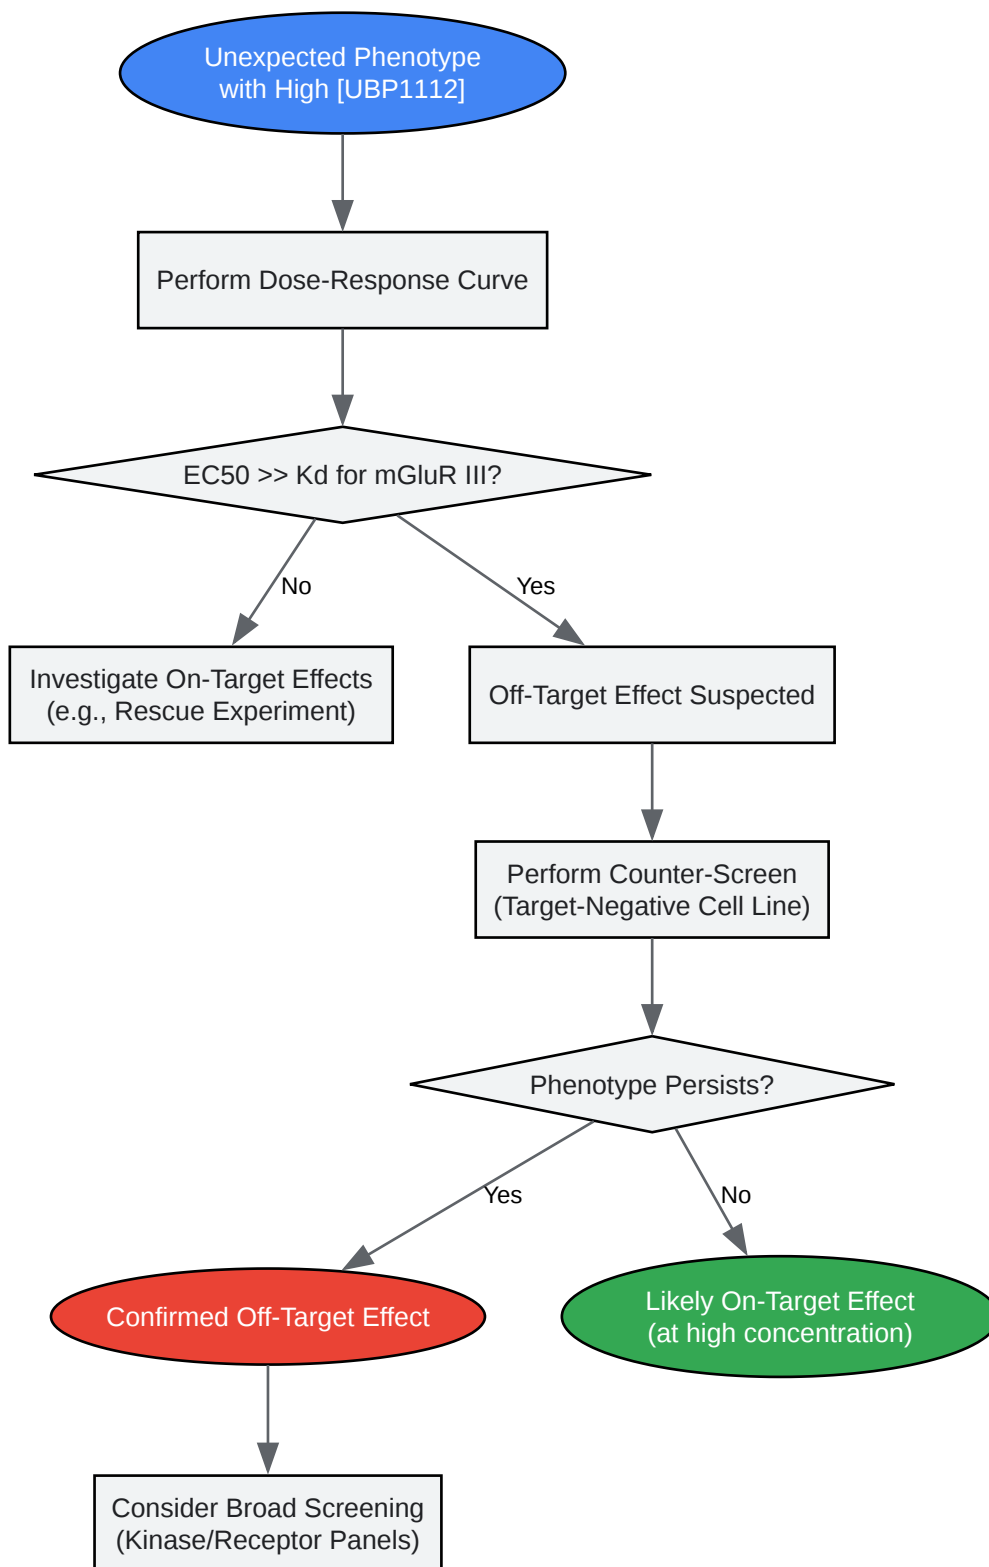 Unexpected Phenotype
with High [UBP1112]
Perform Dose-Response Curve
EC50 >> Kd for mGluR III?
No
Yes
Investigate On-Target Effects
(e.g., Rescue Experiment)
Off-Target Effect Suspected
Perform Counter-Screen
(Target-Negative Cell Line)
Phenotype Persists?
Yes
No
Confirmed Off-Target Effect
Likely On-Target Effect
(at high concentration)
Consider Broad Screening
(Kinase/Receptor Panels)